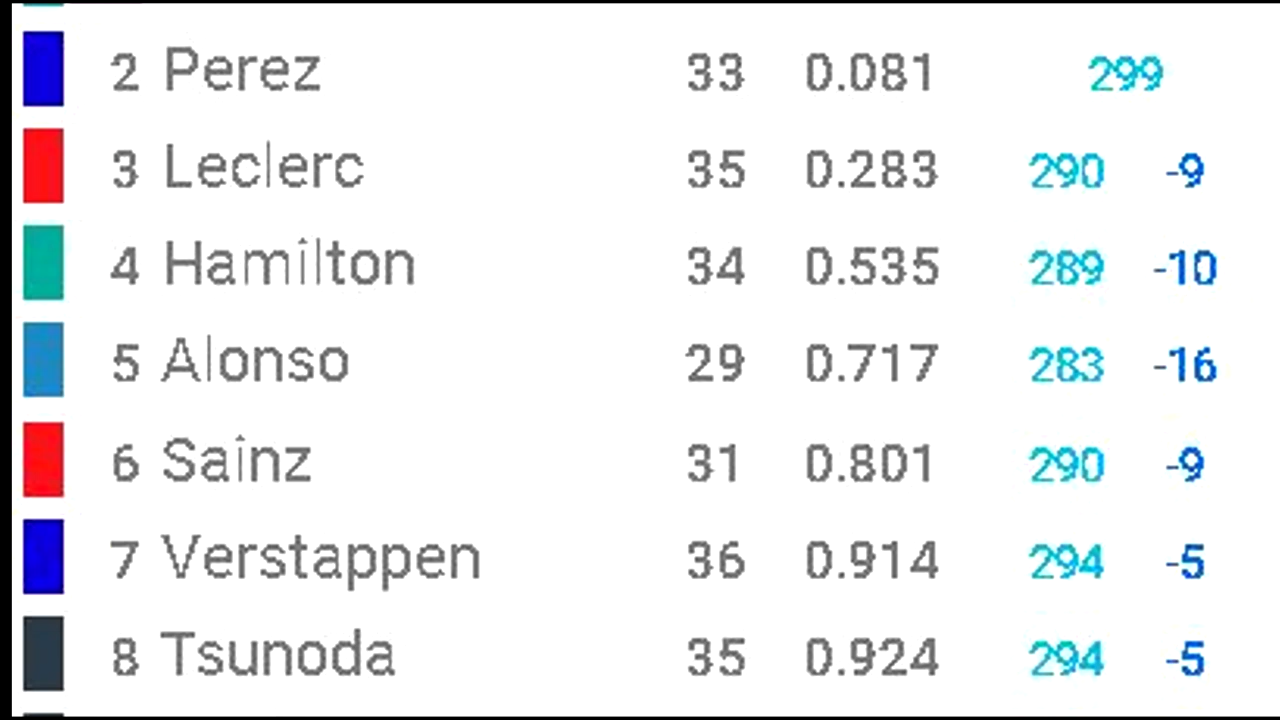 2 Perez 33 0.081 299
3 Leclerc 35 0.283 290 -9
4 Hamilton 34 0.535 289 -10
5 Alonso 29 0.717 283 -16
6 Sainz 31 0.801 290 -9
7 Verstappen 36 0.914 294 -5
8 Tsunoda 35 0.924 294 -5